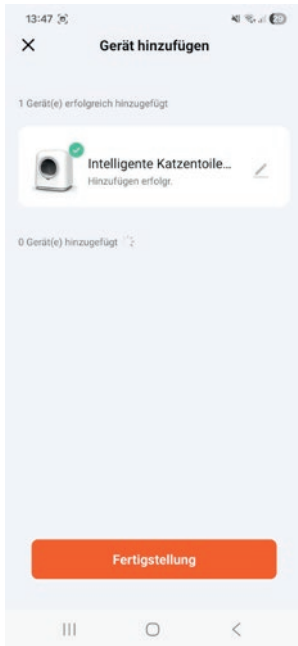 13:47
Gerät hinzufügen
1 Gerät(e) erfolgreich hinzugefügt
Intelligente Katzentoile...
Hinzufügen erfolgr.
0 Gerät(e) hinzugefügt
Fertigstellung